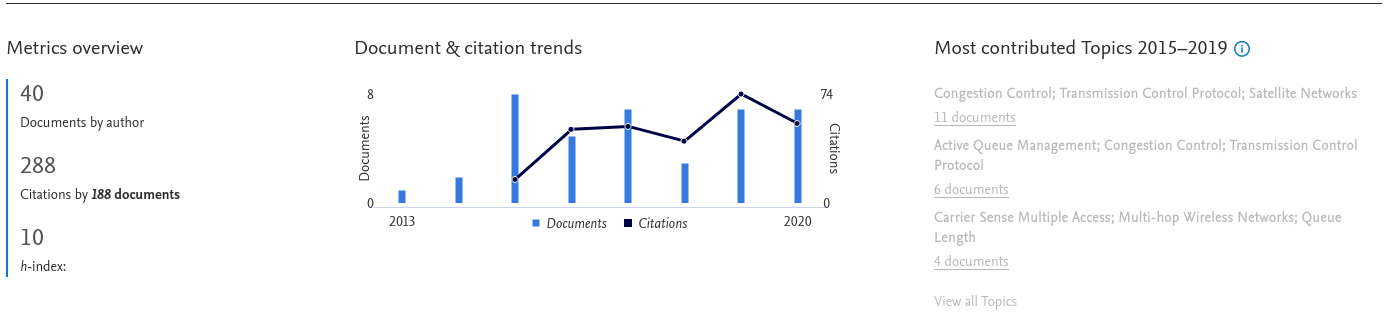 Metrics overview
40
Documents by author
288
Citations by 188 documents
10
h-index:
Document & citation trends
8
74
Documents
Citations
0
0
2013
2020
Documents
Citations
Most contributed Topics 2015–2019
Congestion Control; Transmission Control Protocol; Satellite Networks
11 documents
Active Queue Management; Congestion Control; Transmission Control
Protocol
6 documents
Carrier Sense Multiple Access; Multi-hop Wireless Networks; Queue
Length
4 documents
View all Topics